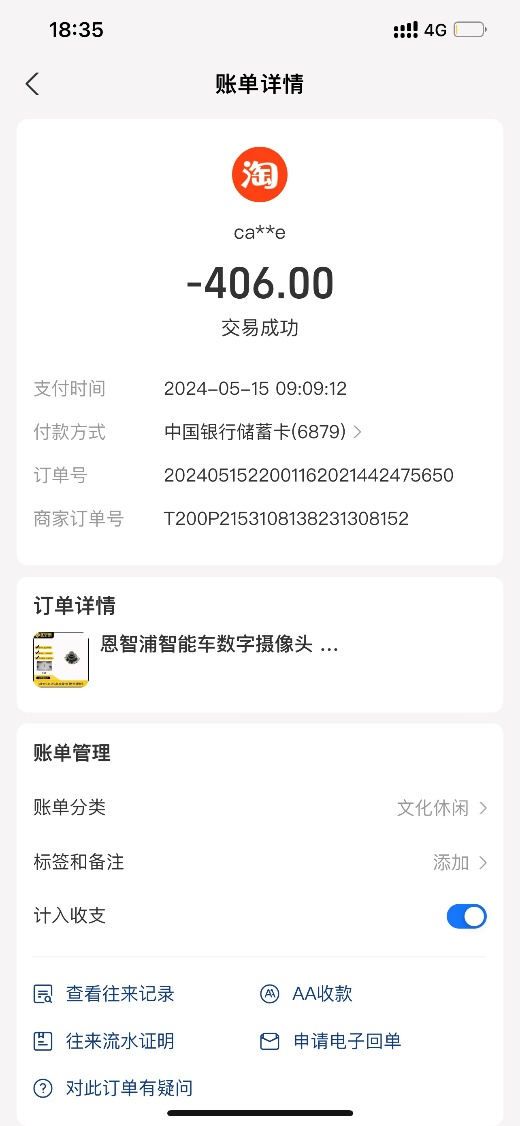 18:35
4G
账单详情
淘
ca**e
-406.00
交易成功
支付时间 2024-05-15 09:09:12
付款方式 中国银行储蓄卡(6879)
订单号 2024051522001162021442475650
商家订单号 T200P2153108138231308152
订单详情
恩智浦智能车数字摄像头 ...
账单管理
账单分类 文化休闲
标签和备注 添加
计入收支
查看往来记录 AA收款
往来流水证明 申请电子回单
对此订单有疑问